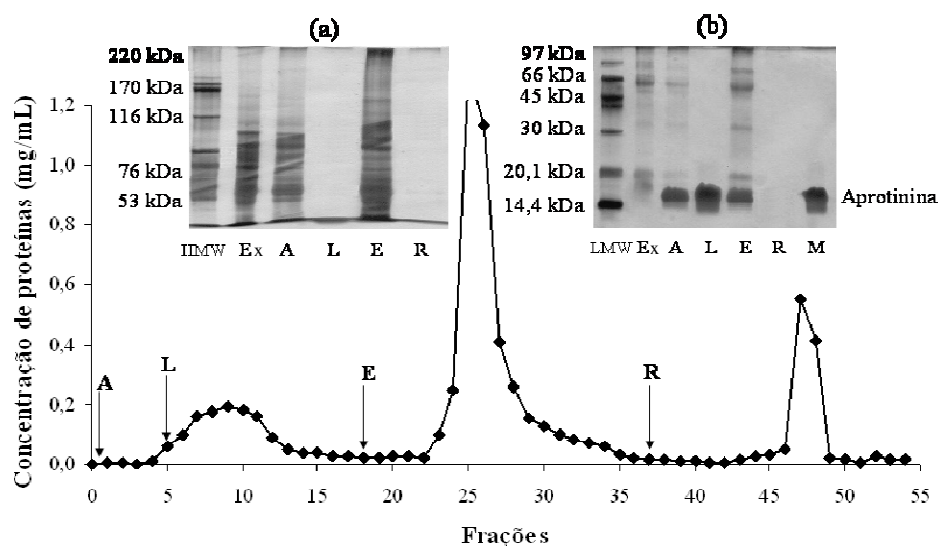 (a)
220 kDa
170 kDa
116 kDa
76 kDa
53 kDa
HMW Ex A L E R
(b)
97 kDa
66 kDa
45 kDa
30 kDa
20,1 kDa
14,4 kDa
Aprotinina
LMW Ex A L E R M
Concentração de proteínas (mg/mL)
1,2
1,0
0,8
0,6
0,4
0,2
0,0
A
L
E
R
0 5 10 15 20 25 30 35 40 45 50 55
Frações